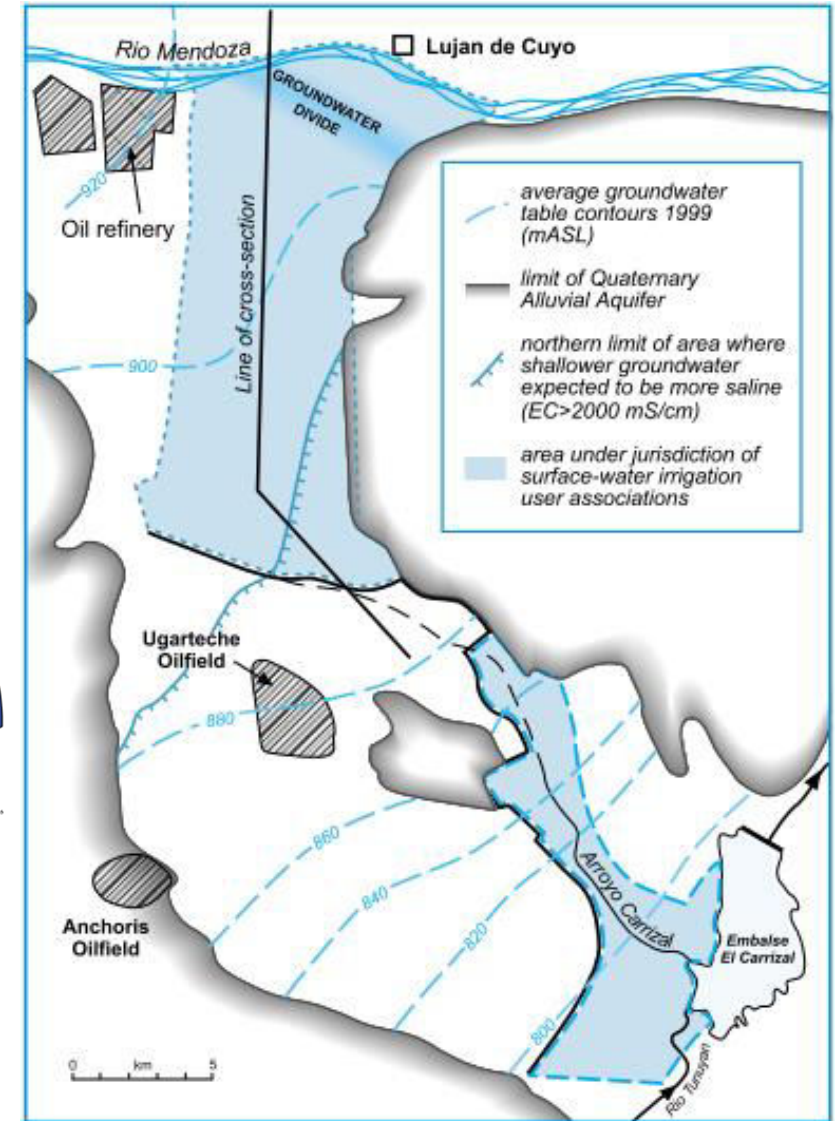 Rio Mendoza
Lujan de Cuyo
GROUNDWATER
DIVIDE
920
Oil refinery
Line of cross-section
900
average groundwater
table contours 1999
(mASL)
limit of Quaternary
Alluvial Aquifer
northern limit of area where
shallower groundwater
expected to be more saline
(EC>2000 mS/cm)
area under jurisdiction of
surface-water irrigation
user associations
Ugarteche
Oilfield
880
860
840
820
800
Anchoris
Oilfield
Arroyo Carrizal
Embalse
El Carrizal
Rio Tunuyan
0 km 5